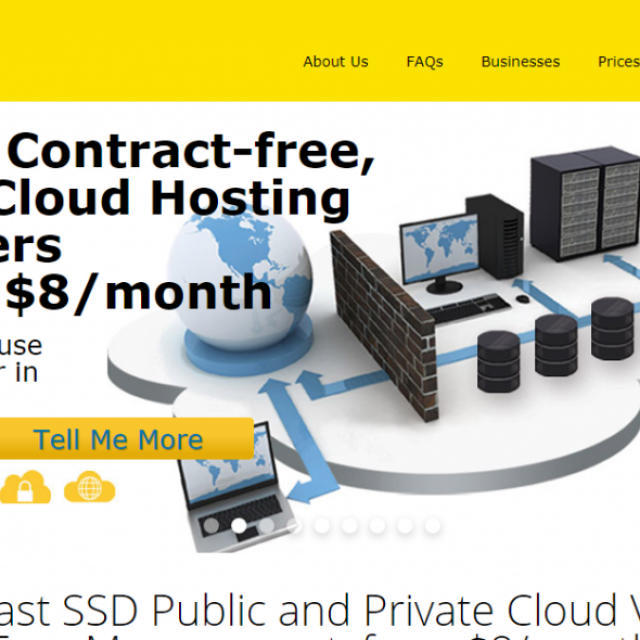 About Us FAQs Businesses Prices
Contract-free,
Cloud Hosting
ers
$8/month
use
r in
Tell Me More
ast SSD Public and Private Cloud V